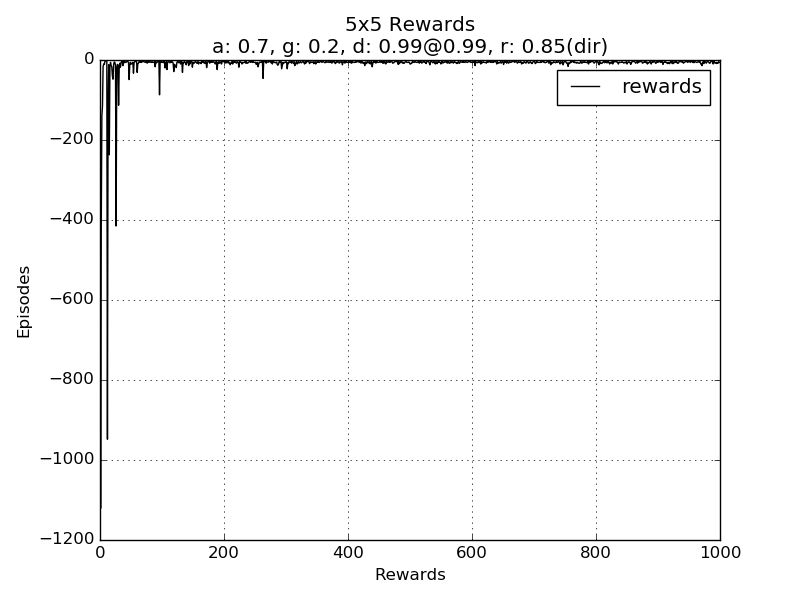 5x5 Rewards
a: 0.7, g: 0.2, d: 0.99@0.99, r: 0.85(dir)
rewards
0
−200
−400
−600
−800
−1000
−1200
Episodes
0 200 400 600 800 1000
Rewards